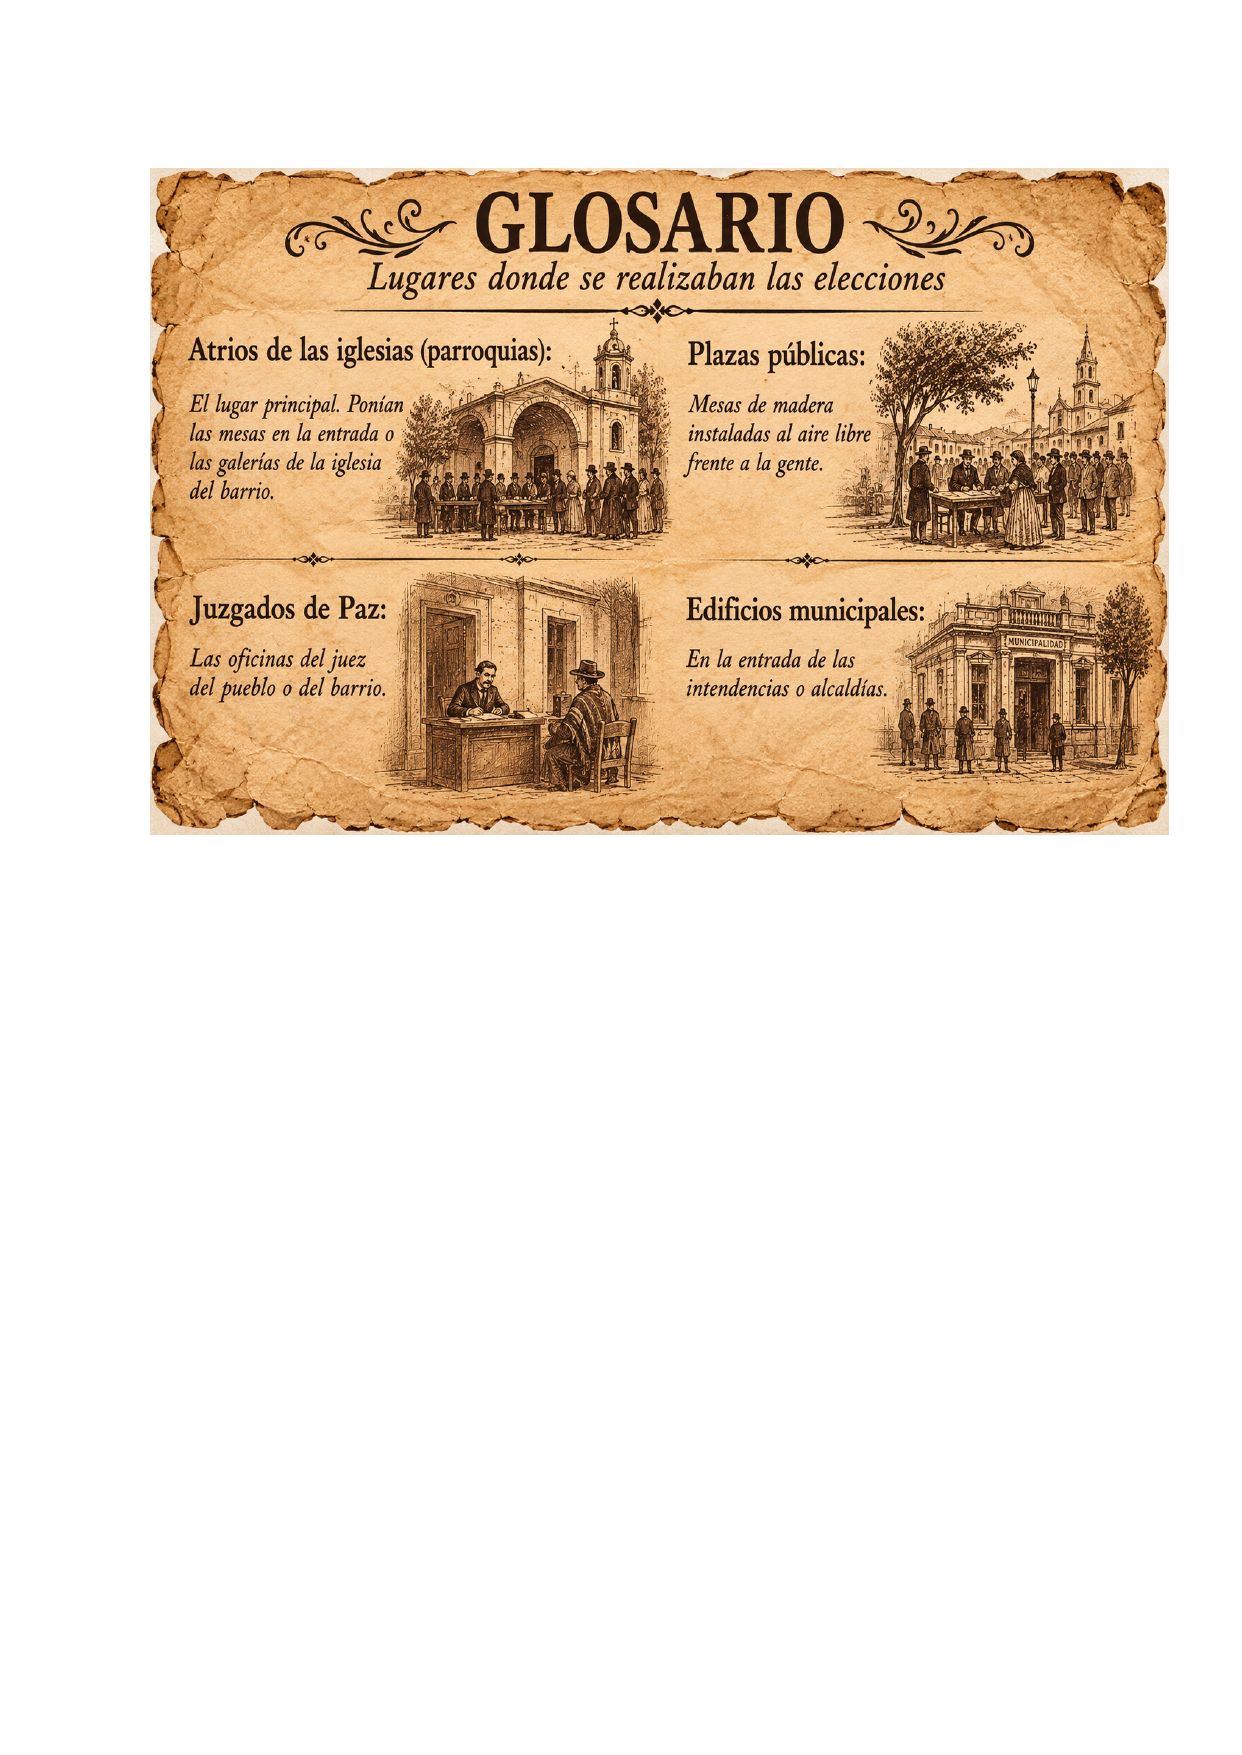 GLOSARIO
Lugares donde se realizaban las elecciones
Atrios de las iglesias (parroquias):
El lugar principal. Ponían
las mesas en la entrada o
las galerías de la iglesia
del barrio.
Plazas públicas:
Mesas de madera
instaladas al aire libre
frente a la gente.
Juzgados de Paz:
Las oficinas del juez
del pueblo o del barrio.
Edificios municipales:
En la entrada de las
intendencias o alcaldías.
MUNICIPALIDAD